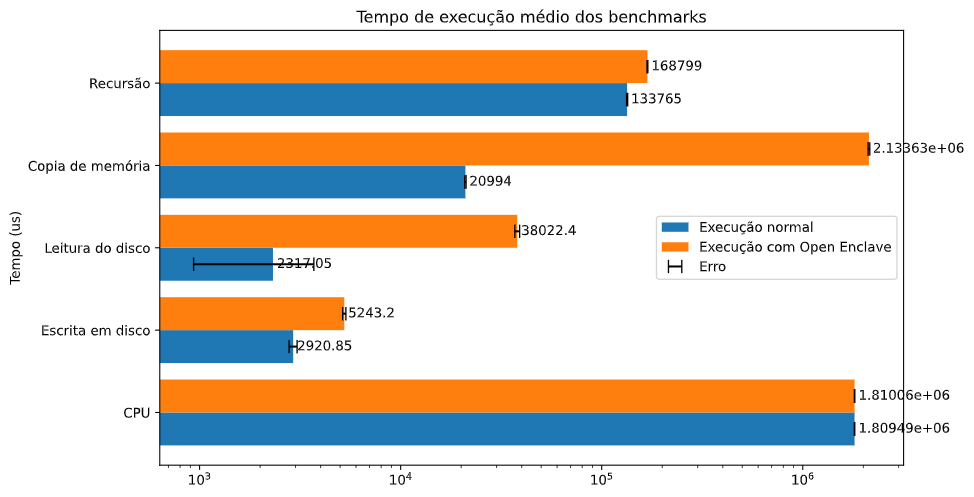 Tempo de execução médio dos benchmarks
Tempo (us)
Recursão
168799
133765
Copia de memória
2.13363e+06
20994
Leitura do disco
38022.4
2317.05
Escrita em disco
5243.2
2920.85
CPU
1.81006e+06
1.80949e+06
Execução normal
Execução com Open Enclave
Erro
10³ 10⁴ 10⁵ 10⁶